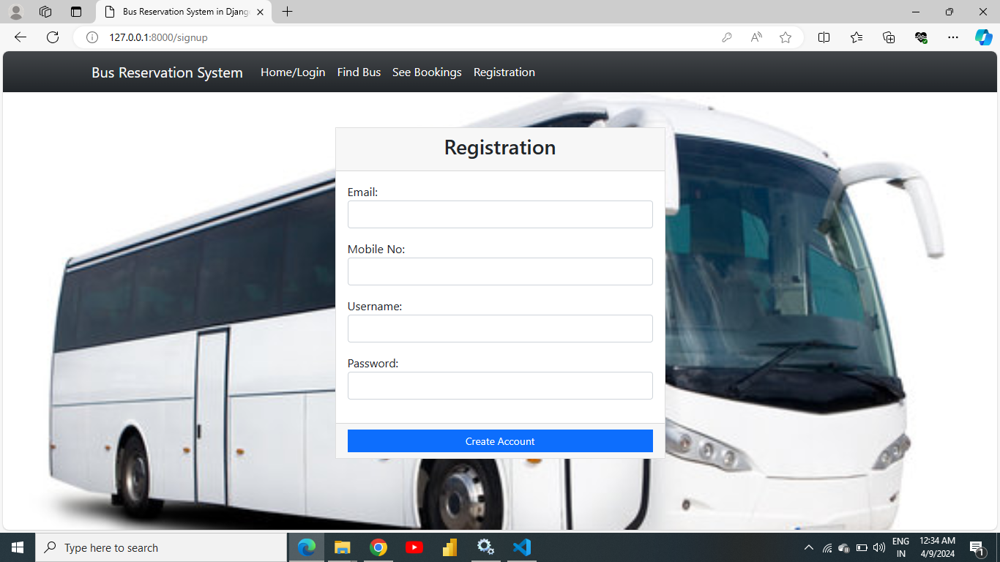 Bus Reservation System in Djang
127.0.0.1:8000/signup
Bus Reservation System Home/Login Find Bus See Bookings Registration
Registration
Email:
Mobile No:
Username:
Password:
Create Account
Type here to search
ENG
IN
12:34 AM
4/9/2024
1